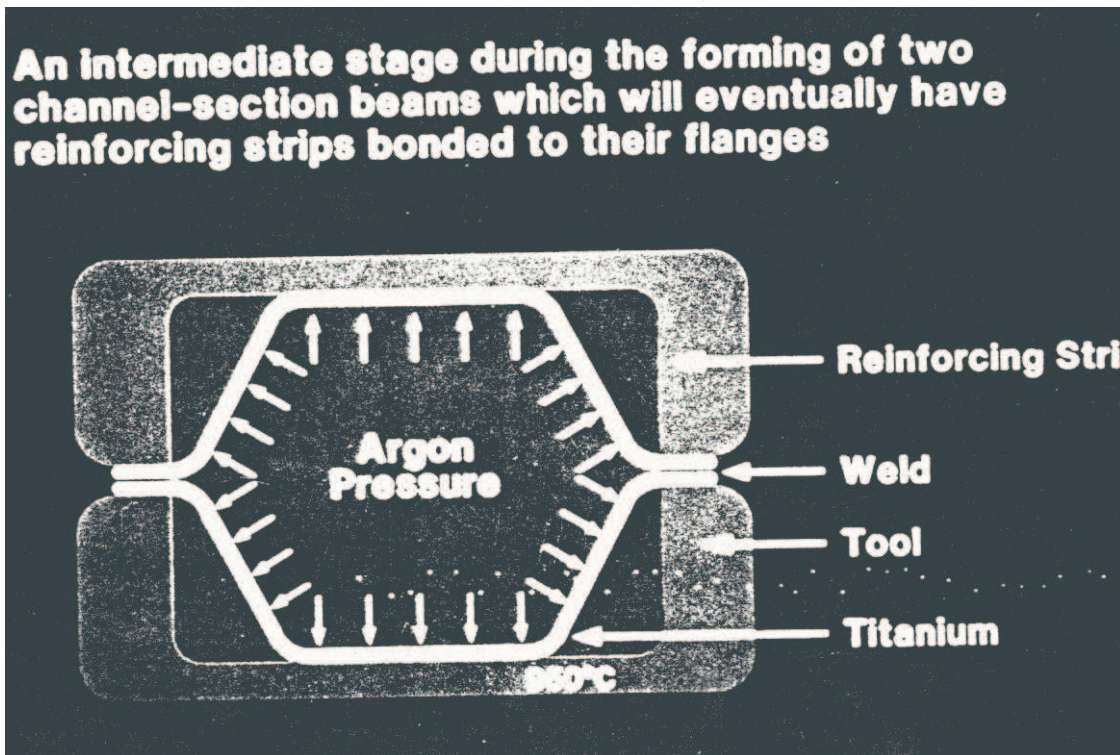 An intermediate stage during the forming of two
channel-section beams which will eventually have
reinforcing strips bonded to their flanges
Reinforcing Stri
Argon
Pressure
Weld
Tool
Titanium
950°C